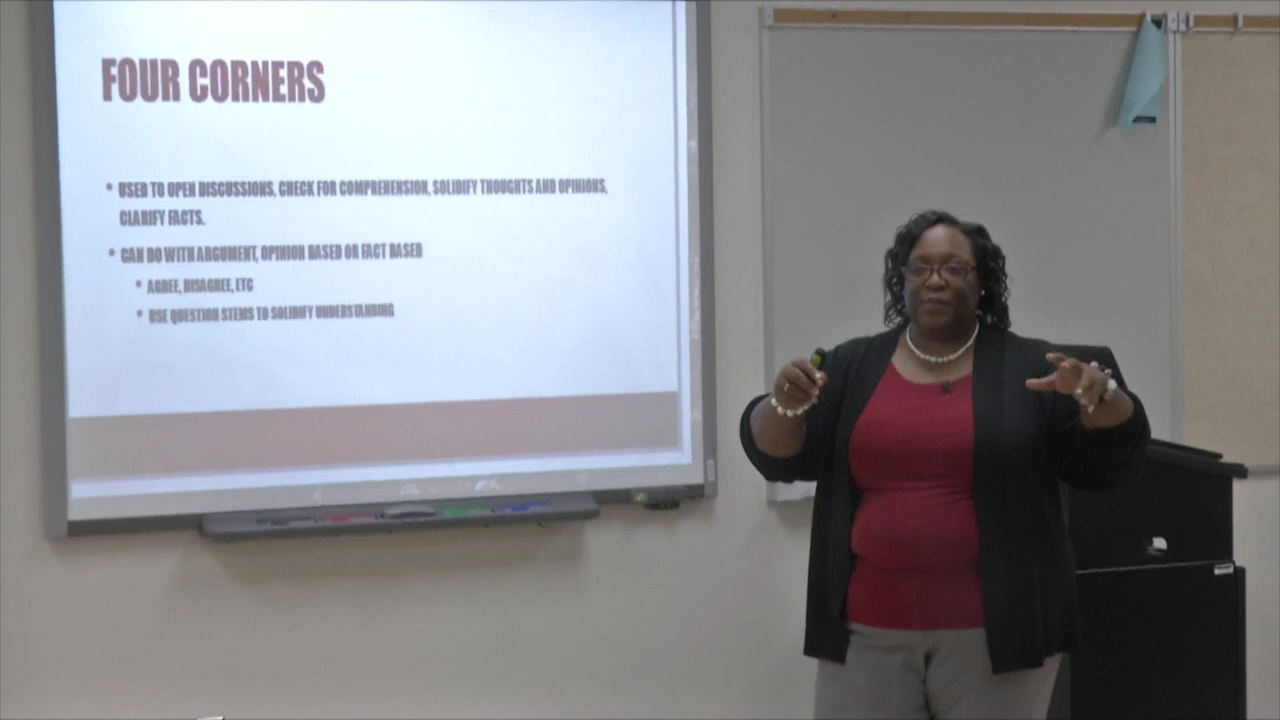 FOUR CORNERS
• USED TO OPEN DISCUSSIONS, CHECK FOR COMPREHENSION, SOLIDIFY THOUGHTS AND OPINIONS,
CLARIFY FACTS.
• CAN DO WITH ARGUMENT, OPINION BASED OR FACT BASED
• AGREE, DISAGREE, ETC
• USE QUESTION STEMS TO SOLIDIFY UNDERSTANDING